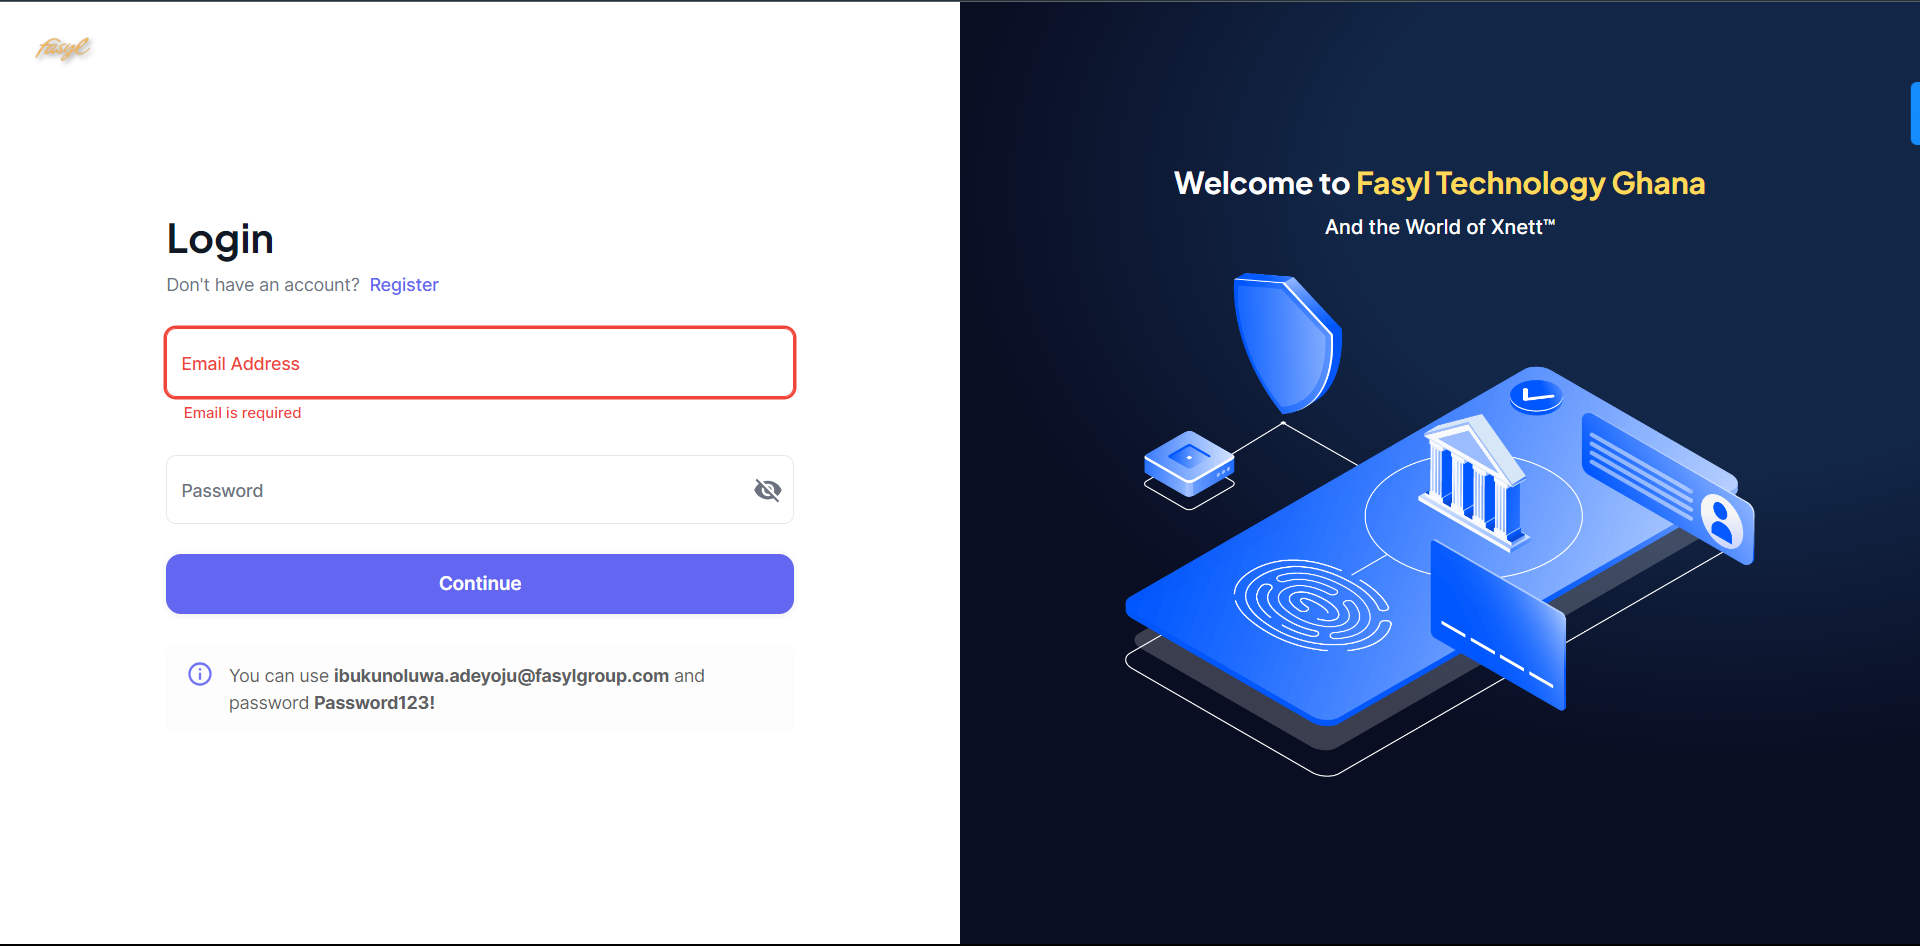 fasyl
Login
Don't have an account? Register
Email Address
Email is required
Password
Continue
You can use ibukunoluwa.adeyoju@fasylgroup.com and
password Password123!
Welcome to Fasyl Technology Ghana
And the World of Xnett™